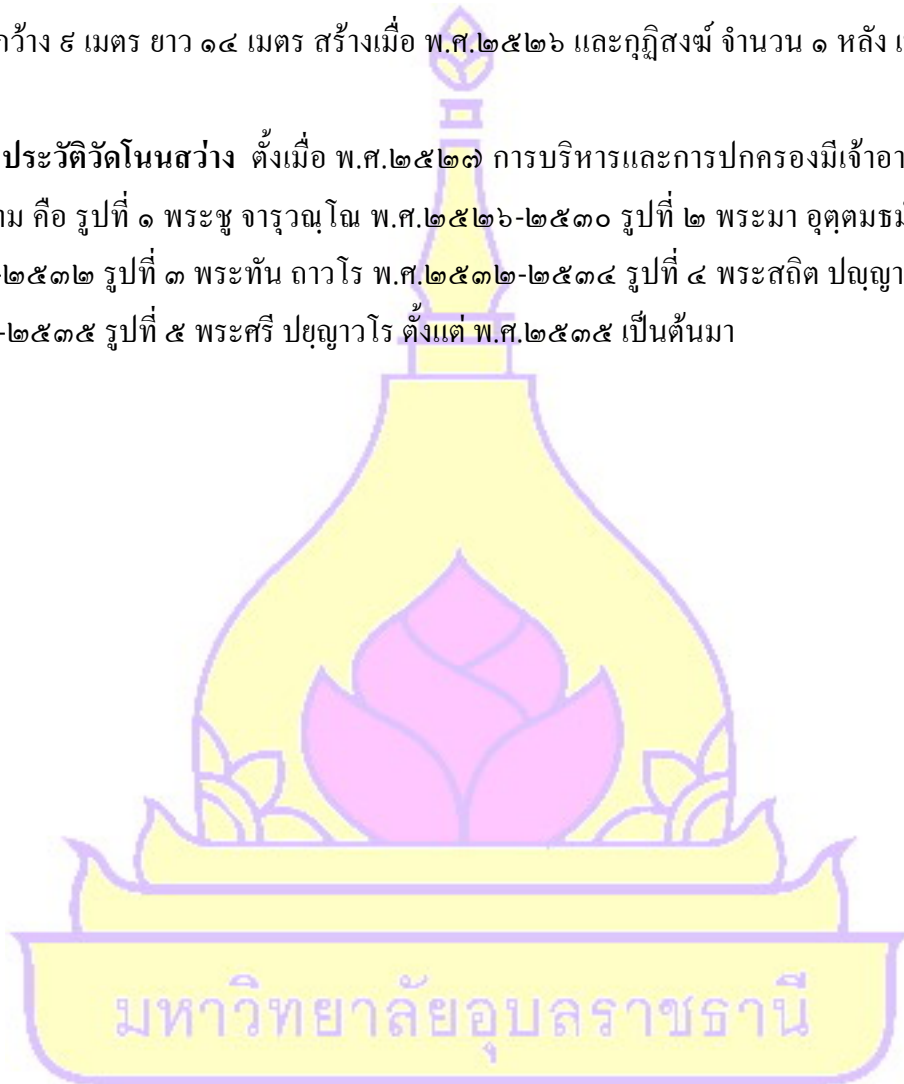 กว้าง ๙ เมตร ยาว ๑๔ เมตร สร้างเมื่อ พ.ศ.๒๕๒๖ และกุฏิสงฆ์ จำนวน ๑ หลัง
ประวัติวัดโนนสว่าง ตั้งเมื่อ พ.ศ.๒๕๒๗ การบริหารและการปกครองมีเจ้าอา
าม คือ รูปที่ ๑ พระชู จารุวณฺโณ พ.ศ.๒๕๒๖-๒๕๓๐ รูปที่ ๒ พระมา อุตฺตมธมฺ
-๒๕๓๒ รูปที่ ๓ พระทัน ถาวโร พ.ศ.๒๕๓๒-๒๕๓๔ รูปที่ ๔ พระสถิต ปญฺญา
-๒๕๓๕ รูปที่ ๕ พระศรี ปยฺญาวโร ตั้งแต่ พ.ศ.๒๕๓๕ เป็นต้นมา
มหาวิทยาลัยอุบลราชธานี